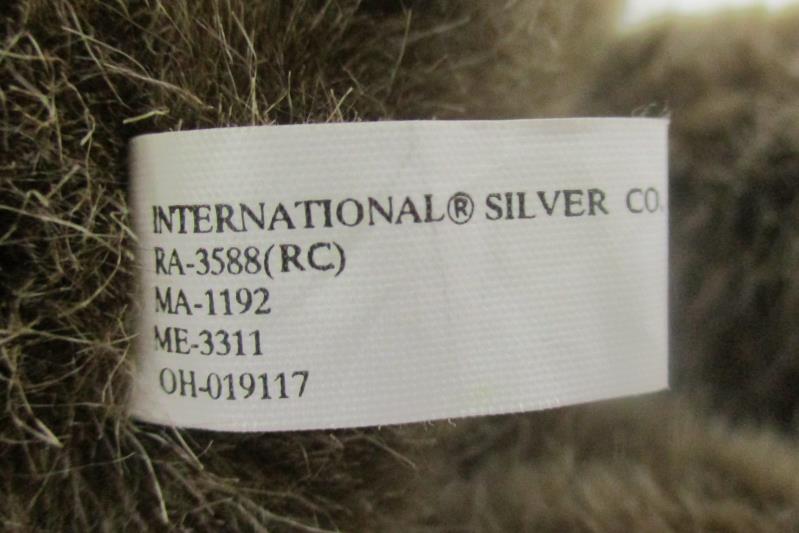 INTERNATIONAL® SILVER CO.
RA-3588(RC)
MA-1192
ME-3311
OH-019117